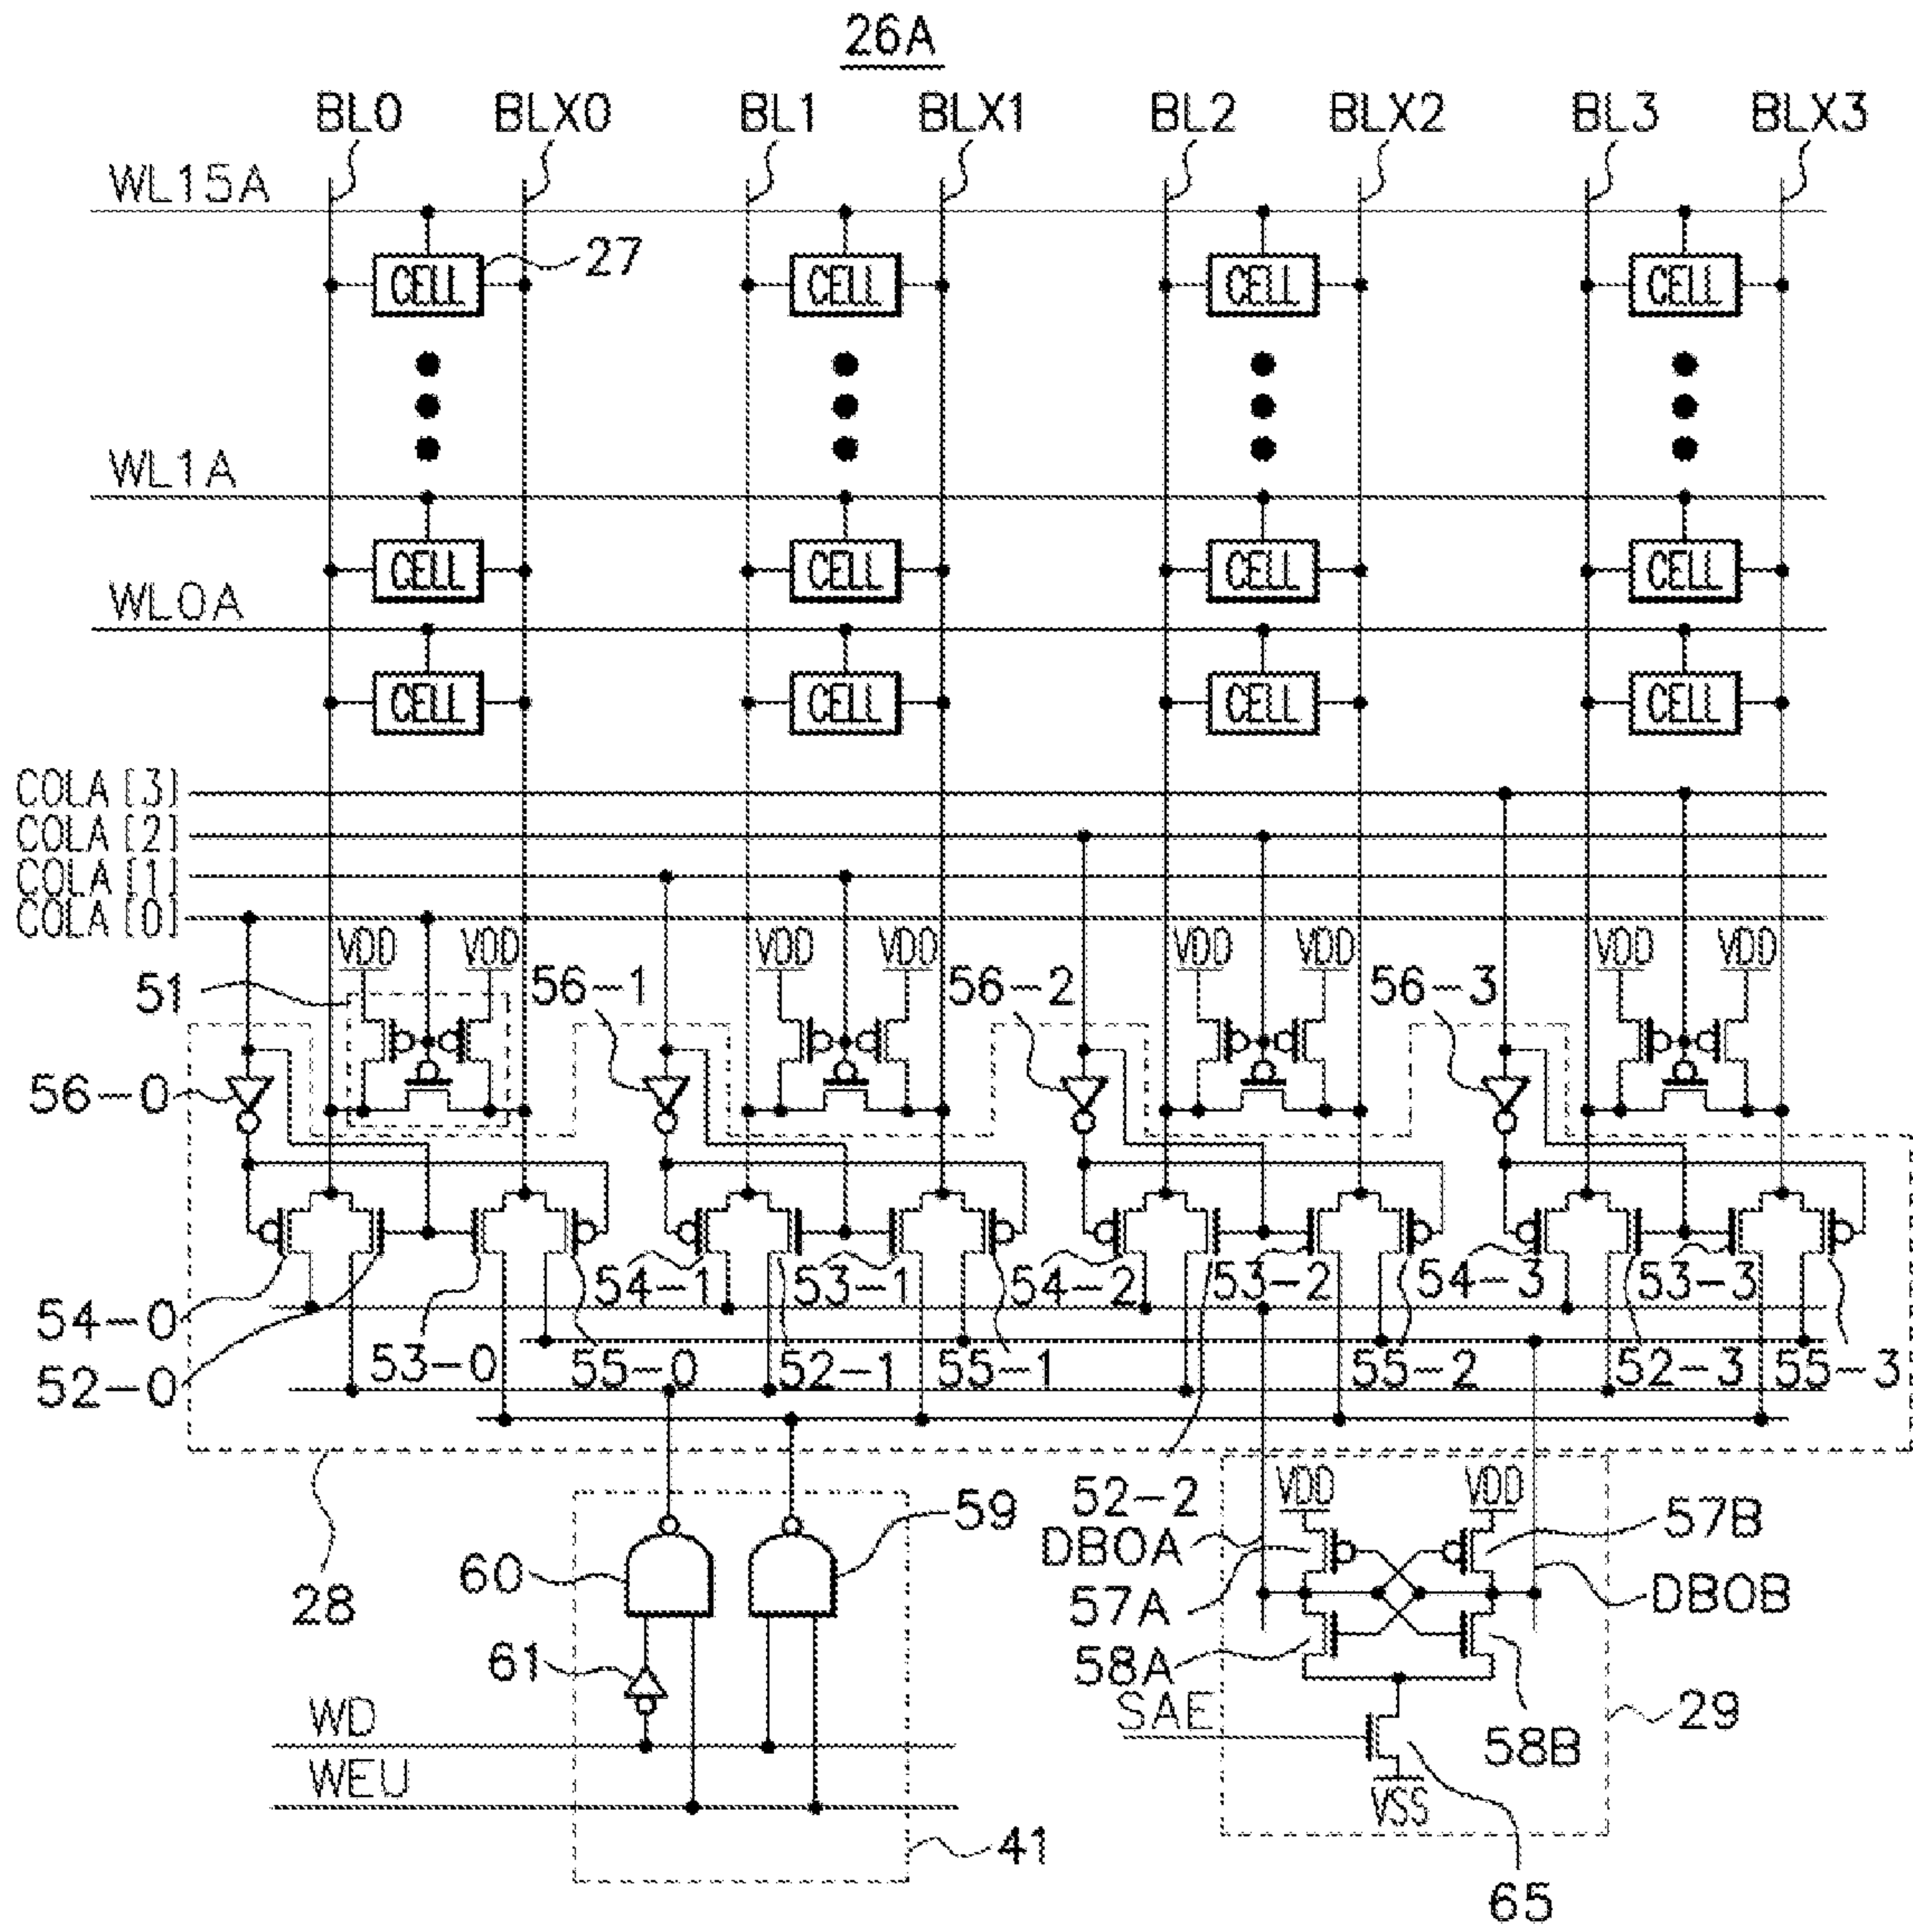 26A
BL0 BLX0 BL1 BLX1 BL2 BLX2 BL3 BLX3
WL15A
CELL 27 CELL CELL CELL
WL1A
CELL CELL CELL CELL
WL0A
CELL CELL CELL CELL
COLA [3]
COLA [2]
COLA [1]
COLA [0]
VDD VDD VDD VDD VDD VDD VDD VDD
51 56-1 56-2 56-3
56-0
54-1 53-1 54-2 53-2 54-3 53-3
54-0
52-0 53-0 55-0 52-1 55-1 55-2 52-3 55-3
52-2 VDD VDD
59 DB0A 57B
60 57A DB0B
28
61 58A
WD SAE 58B 29
WEU VSS
41
65